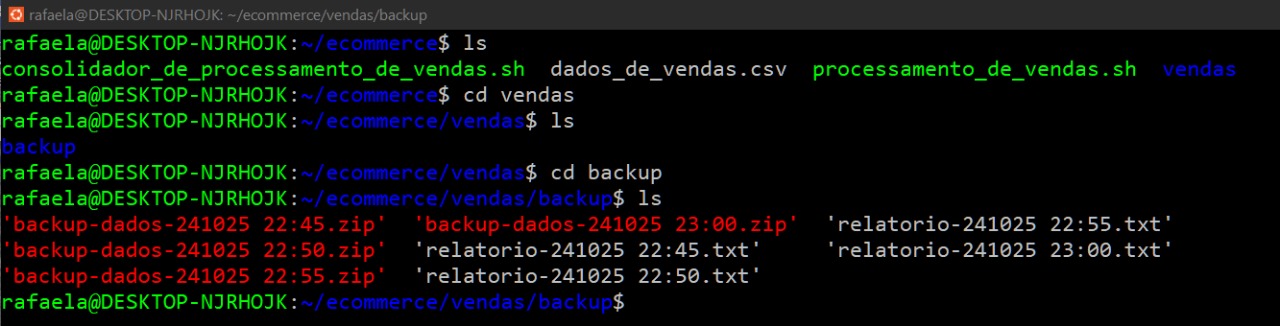 rafaela@DESKTOP-NJRHOJK: ~/ecommerce/vendas/backup
rafaela@DESKTOP-NJRHOJK:~/ecommerce$ ls
consolidador_de_processamento_de_vendas.sh  dados_de_vendas.csv  processamento_de_vendas.sh  vendas
rafaela@DESKTOP-NJRHOJK:~/ecommerce$ cd vendas
rafaela@DESKTOP-NJRHOJK:~/ecommerce/vendas$ ls
backup
rafaela@DESKTOP-NJRHOJK:~/ecommerce/vendas$ cd backup
rafaela@DESKTOP-NJRHOJK:~/ecommerce/vendas/backup$ ls
'backup-dados-241025 22:45.zip'  'backup-dados-241025 23:00.zip'  'relatorio-241025 22:55.txt'
'backup-dados-241025 22:50.zip'  'relatorio-241025 22:45.txt'  'relatorio-241025 23:00.txt'
'backup-dados-241025 22:55.zip'  'relatorio-241025 22:50.txt'
rafaela@DESKTOP-NJRHOJK:~/ecommerce/vendas/backup$